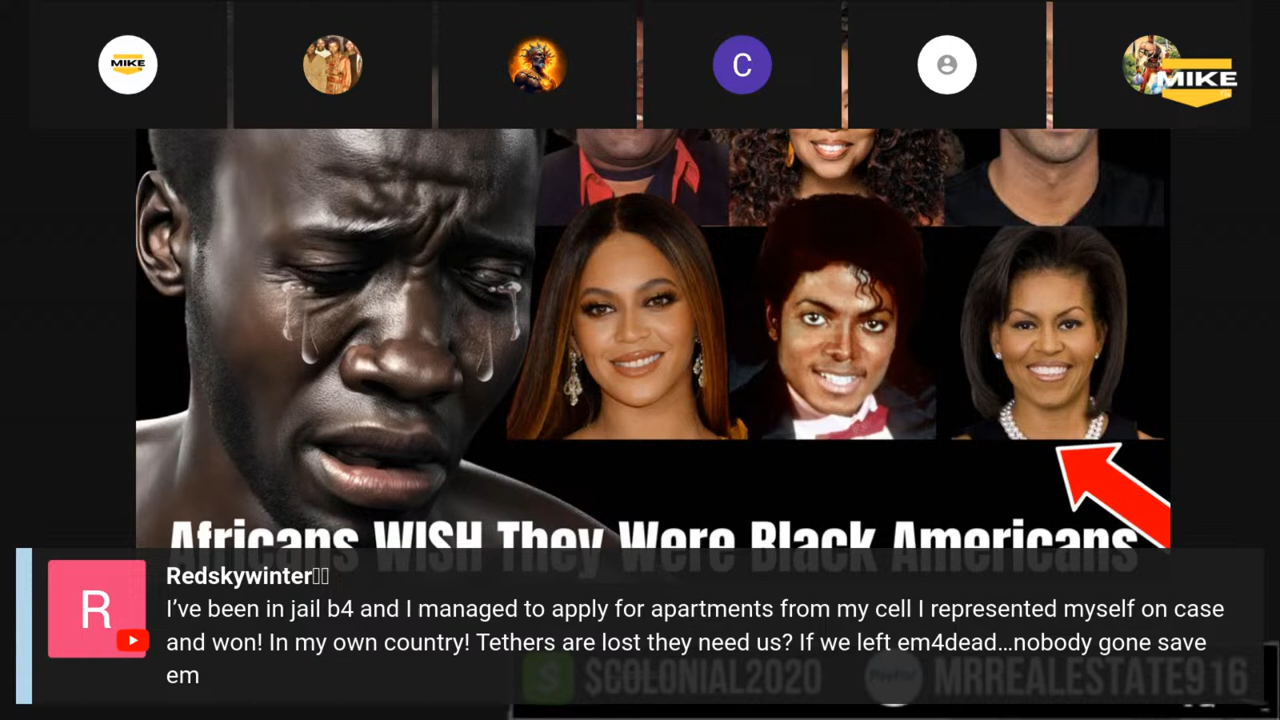 MIKE
C
MIKE
Africans WISH They Were Black Americans
R
Redskywinter
I’ve been in jail b4 and I managed to apply for apartments from my cell I represented myself on case
and won! In my own country! Tethers are lost they need us? If we left em4dead…nobody gone save
em
S $COLONIAL2020 PayPal MRREALESTATE916